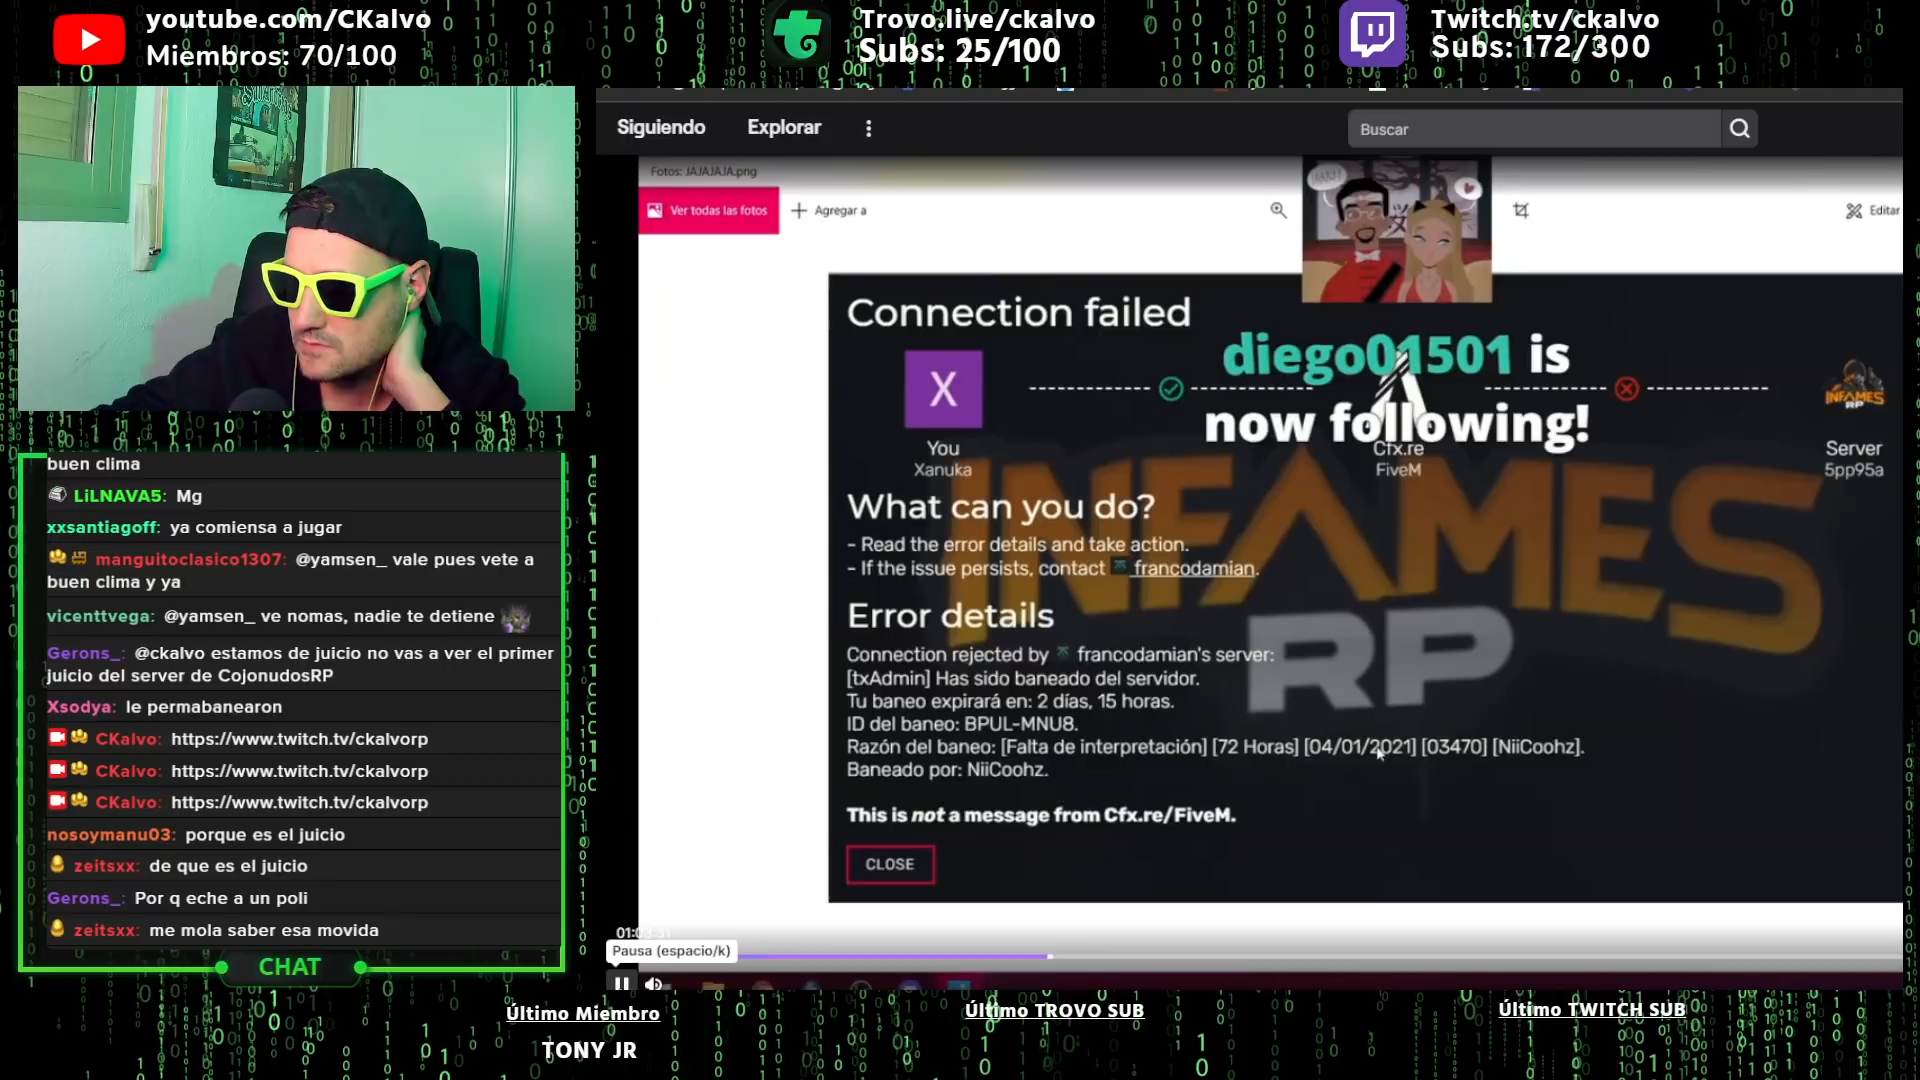 youtube.com/CKalvo
Miembros: 70/100
Trovo.live/ckalvo
Subs: 25/100
Twitch.tv/ckalvo
Subs: 172/300
Siguiendo
Explorar
Buscar
Fotos: JAJAJAJA.png
Ver todas las fotos
Agregar a
Editar
Connection failed
diego01501 is
now following!
X
You
Xanuka
Cfx.re
FiveM
INFAMES
RP
Server
5pp95a
INFAMES
RP
What can you do?
- Read the error details and take action.
- If the issue persists, contact francodamian.
Error details
Connection rejected by francodamian's server:
[txAdmin] Has sido baneado del servidor.
Tu baneo expirará en: 2 días, 15 horas.
ID del baneo: BPUL-MNU8.
Razón del baneo: [Falta de interpretación] [72 Horas] [04/01/2021] [03470] [NiiCoohz].
Baneado por: NiiCoohz.
This is not a message from Cfx.re/FiveM.
CLOSE
Pausa (espacio/k)
buen clima
LiLNAVA5: Mg
xxsantiagoff: ya comiensa a jugar
manguitoclasico1307: @yamsen_ vale pues vete a
buen clima y ya
vicenttvega: @yamsen_ ve nomas, nadie te detiene
Gerons_: @ckalvo estamos de juicio no vas a ver el primer
juicio del server de CojonudosRP
Xsodya: le permabanearon
CKalvo: https://www.twitch.tv/ckalvorp
CKalvo: https://www.twitch.tv/ckalvorp
CKalvo: https://www.twitch.tv/ckalvorp
nosoymanu03: porque es el juicio
zeitsxx: de que es el juicio
Gerons_: Por q eche a un poli
zeitsxx: me mola saber esa movida
CHAT
Último Miembro
TONY JR
Último TROVO SUB
Último TWITCH SUB